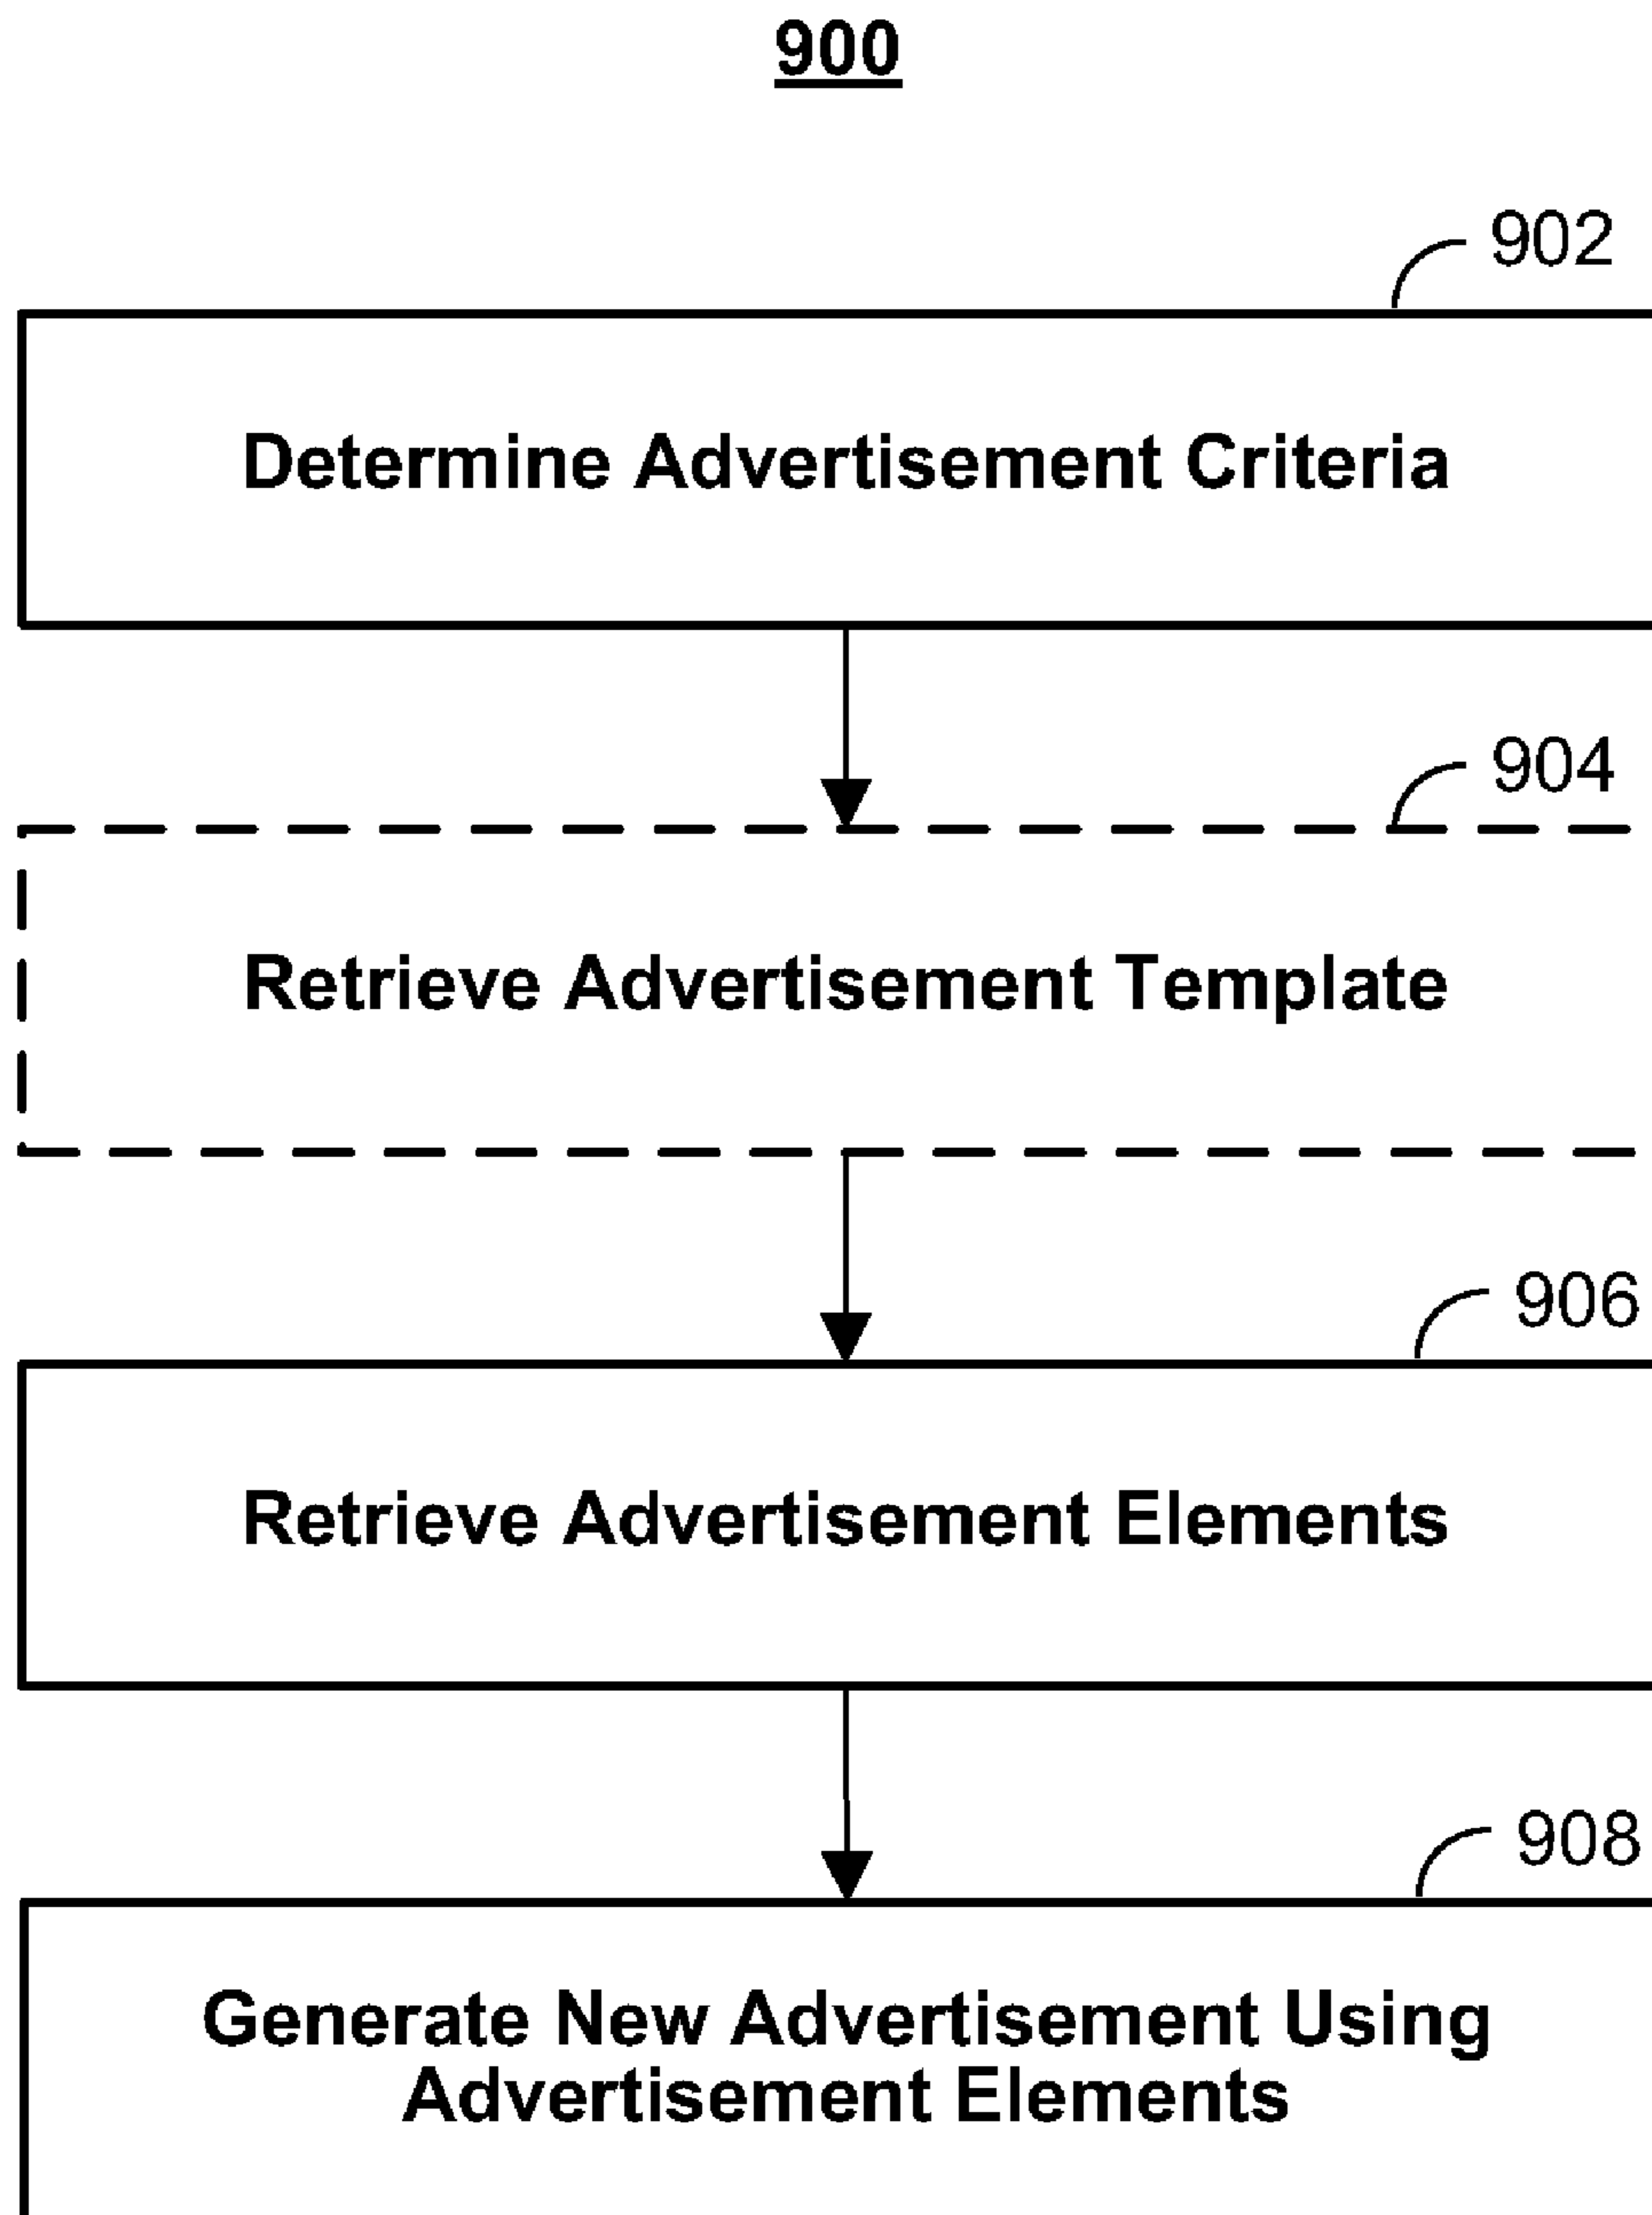 900
902
Determine Advertisement Criteria
904
Retrieve Advertisement Template
906
Retrieve Advertisement Elements
908
Generate New Advertisement Using
Advertisement Elements